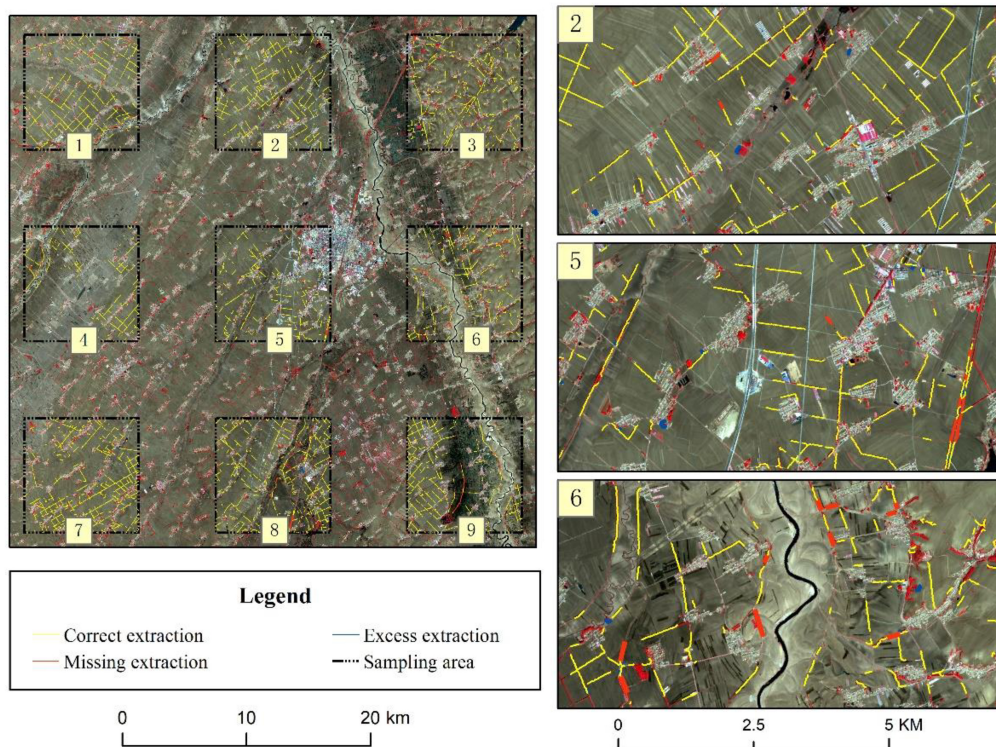 1
2
3
4
5
6
7
8
9
Legend
Correct extraction
Excess extraction
Missing extraction
Sampling area
0 10 20 km
2
5
6
0 2.5 5 KM